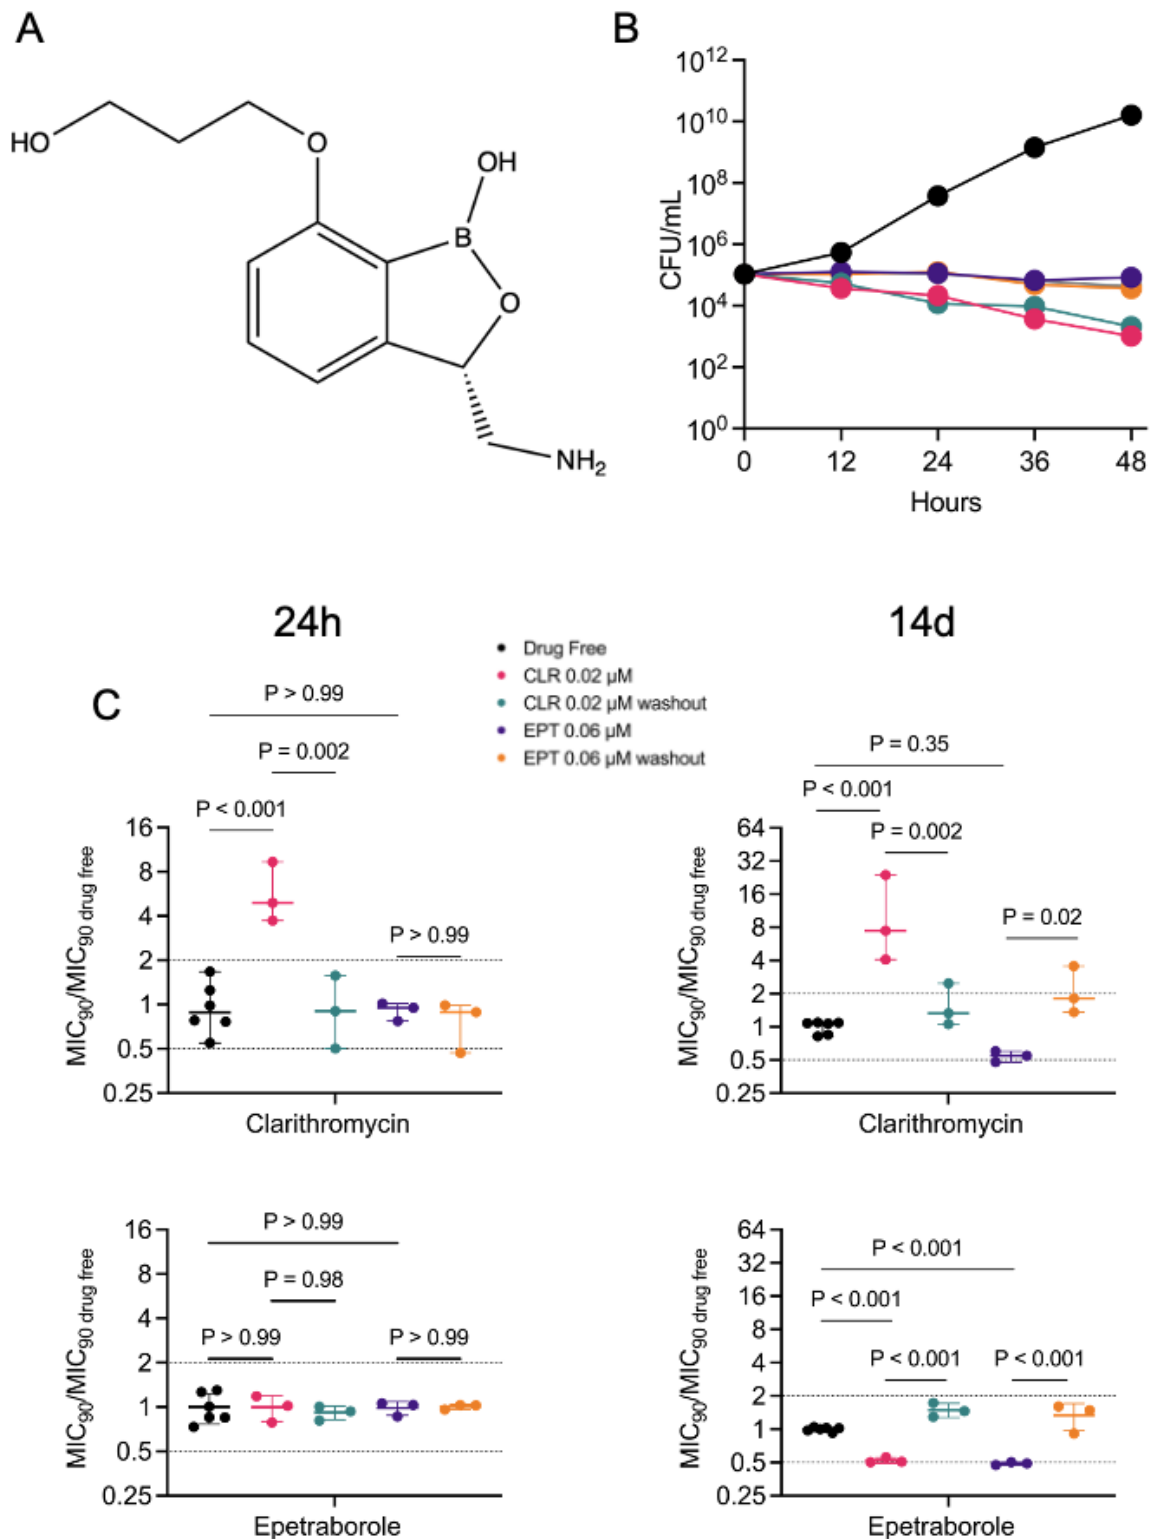 A
B
HO
O
OH
B
O
NH2
CFU/mL
10^12
10^10
10^8
10^6
10^4
10^2
10^0
0 12 24 36 48
Hours
24h
14d
Drug Free
CLR 0.02 µM
CLR 0.02 µM washout
EPT 0.06 µM
EPT 0.06 µM washout
C
P > 0.99
P = 0.002
P < 0.001
P > 0.99
MIC90/MIC90 drug free
16
8
4
2
1
0.5
0.25
Clarithromycin
P = 0.35
P < 0.001
P = 0.002
P = 0.02
MIC90/MIC90 drug free
64
32
16
8
4
2
1
0.5
0.25
Clarithromycin
P > 0.99
P = 0.98
P > 0.99
P > 0.99
MIC90/MIC90 drug free
16
8
4
2
1
0.5
0.25
Epetraborole
P < 0.001
P < 0.001
P < 0.001
P < 0.001
MIC90/MIC90 drug free
64
32
16
8
4
2
1
0.5
0.25
Epetraborole